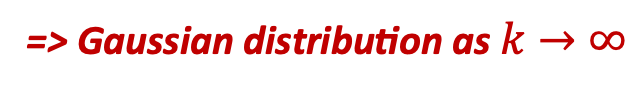 => Gaussian distribution as k → ∞